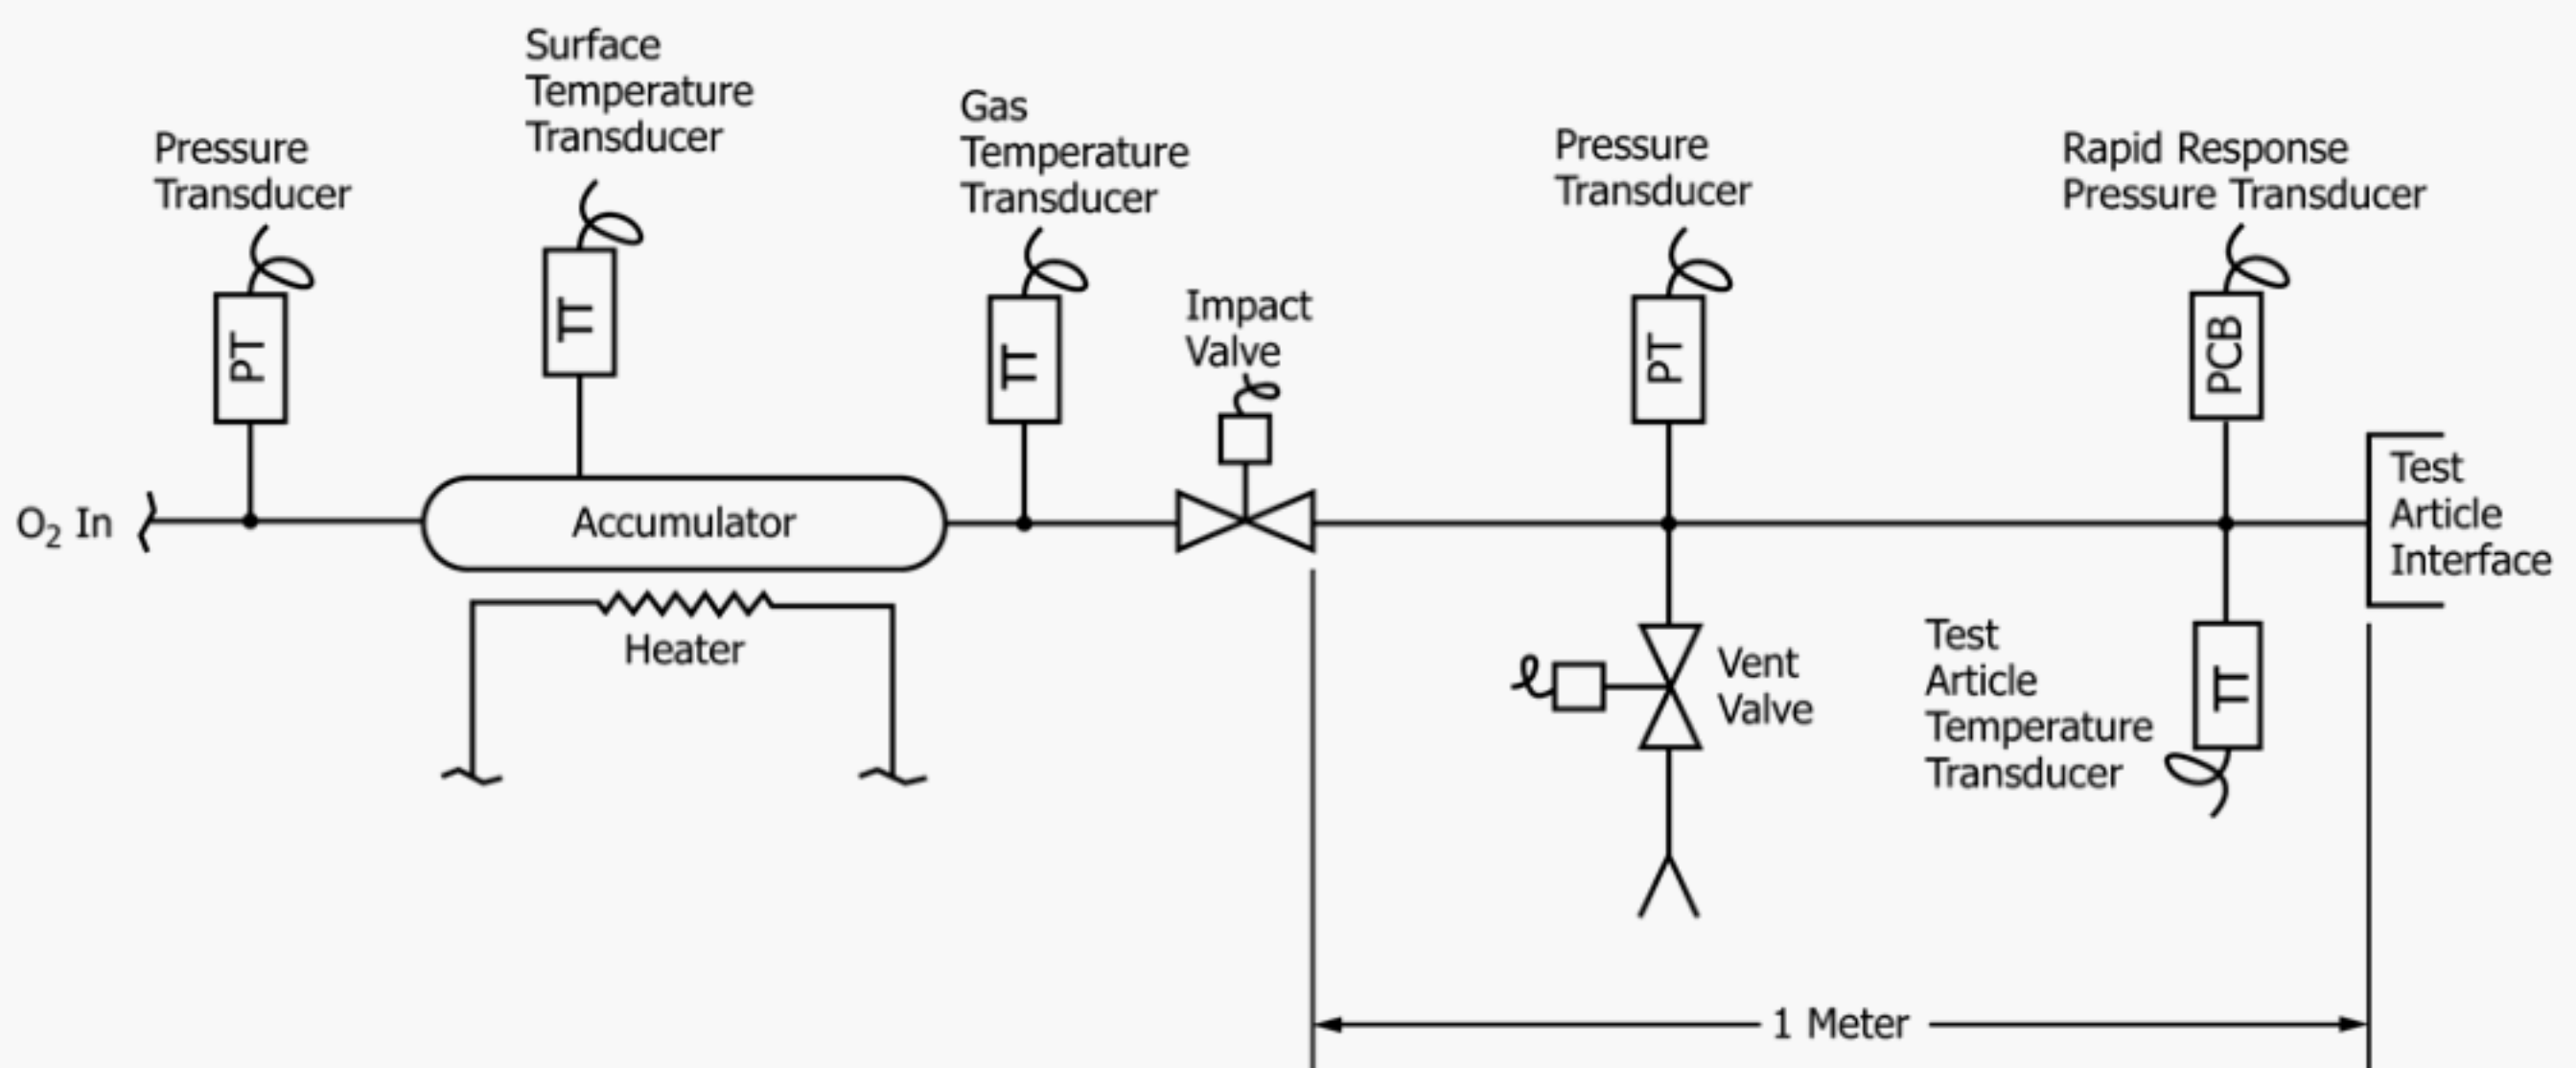 Surface
Temperature
Transducer
Gas
Temperature
Transducer
Pressure
Transducer
Pressure
Transducer
Rapid Response
Pressure Transducer
Impact
Valve
PT
TT
TT
PT
PCB
O₂ In
Accumulator
Test
Article
Interface
Heater
Vent
Valve
Test
Article
Temperature
Transducer
TT
1 Meter